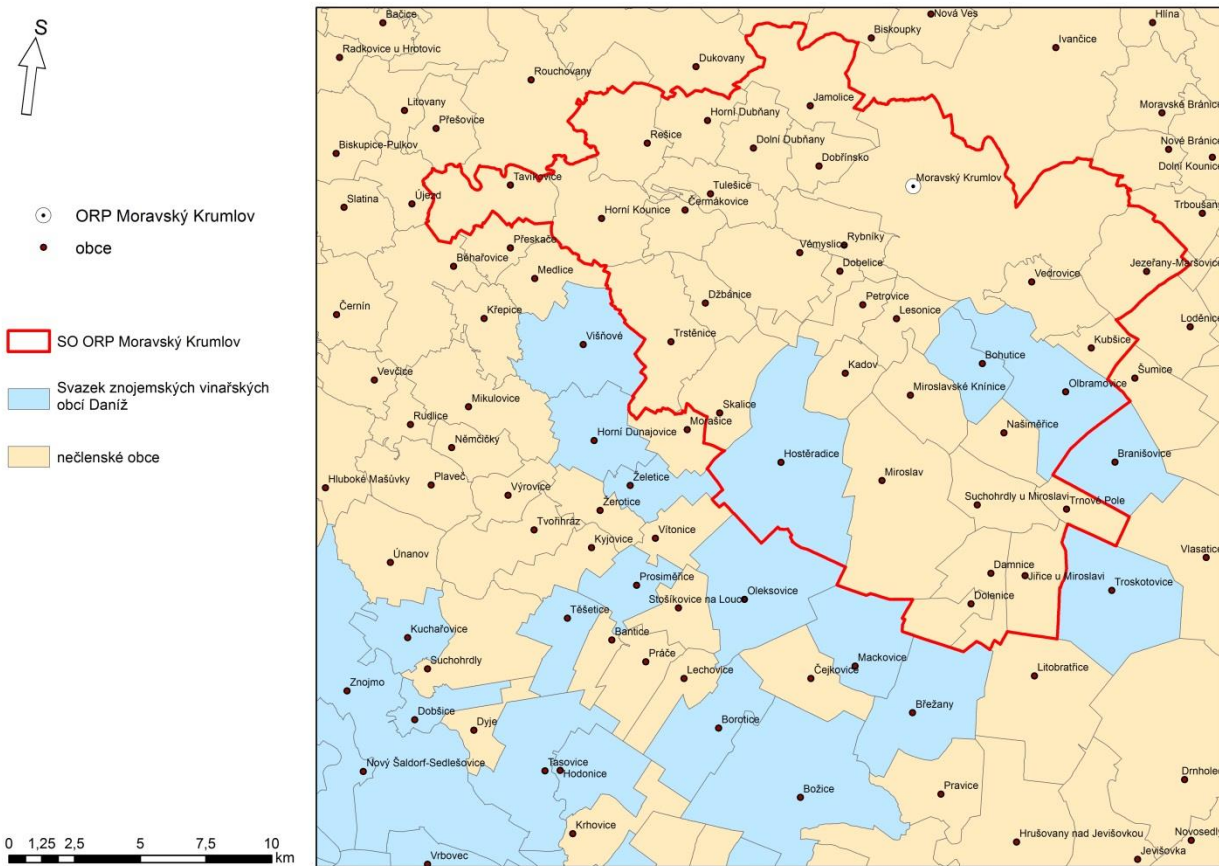 S
ORP Moravský Krumlov
obce
SO ORP Moravský Krumlov
Svazek znojemských vinařských
obcí Daníž
nečlenské obce
0 1,25 2,5 5 7,5 10
km
Bačice
Nová Ves
Hlína
Biskoupky
Ivančice
Radkovice u Hrotovic
Dukovany
Rouchovany
Litovany
Jamolice
Moravské Bránice
Přešovice
Horní Dubňany
Rešice
Dolní Dubňany
Nové Bránice
Biskupice-Pulkov
Dolní Kounice
Dobřínsko
Moravský Krumlov
Tavíkovice
Tulešice
Slatina
Újezd
Čermákovice
Trboušany
Horní Kounice
Přeskače
Rybníky
Běhařovice
Vémyslice
Medlice
Dobelice
Jezeřany-Maršovice
Vedrovice
Džbánice
Petrovice
Lesonice
Černín
Křepice
Loděnice
Višňové
Trstěnice
Kubšice
Bohutice
Kadov
Šumice
Vevčice
Olbramovice
Miroslavské Knínice
Mikulovice
Skalice
Rudlice
Morašice
Našiměřice
Horní Dunajovice
Němčičky
Hostěradice
Branišovice
Hluboké Mašůvky
Plaveč
Želetice
Miroslav
Výrovice
Žerotice
Suchohrdly u Miroslavi
Trnové Pole
Tvořihráz
Vítonice
Kyjovice
Únanov
Vlasatice
Damnice
Jiřice u Miroslavi
Prosiměřice
Oleksovice
Troskotovice
Stošíkovice na Louc
Dolenice
Těšetice
Kuchařovice
Bantice
Práče
Mackovice
Suchohrdly
Lechovice
Čejkovice
Litobratřice
Znojmo
Břežany
Dobšice
Borotice
Dyje
Nový Šaldorf-Sedlešovice
Tasovice
Hodonice
Drnholec
Božice
Pravice
Krhovice
Hrušovany nad Jevišovkou
Novosedly
Vrbovec
Jevišovka